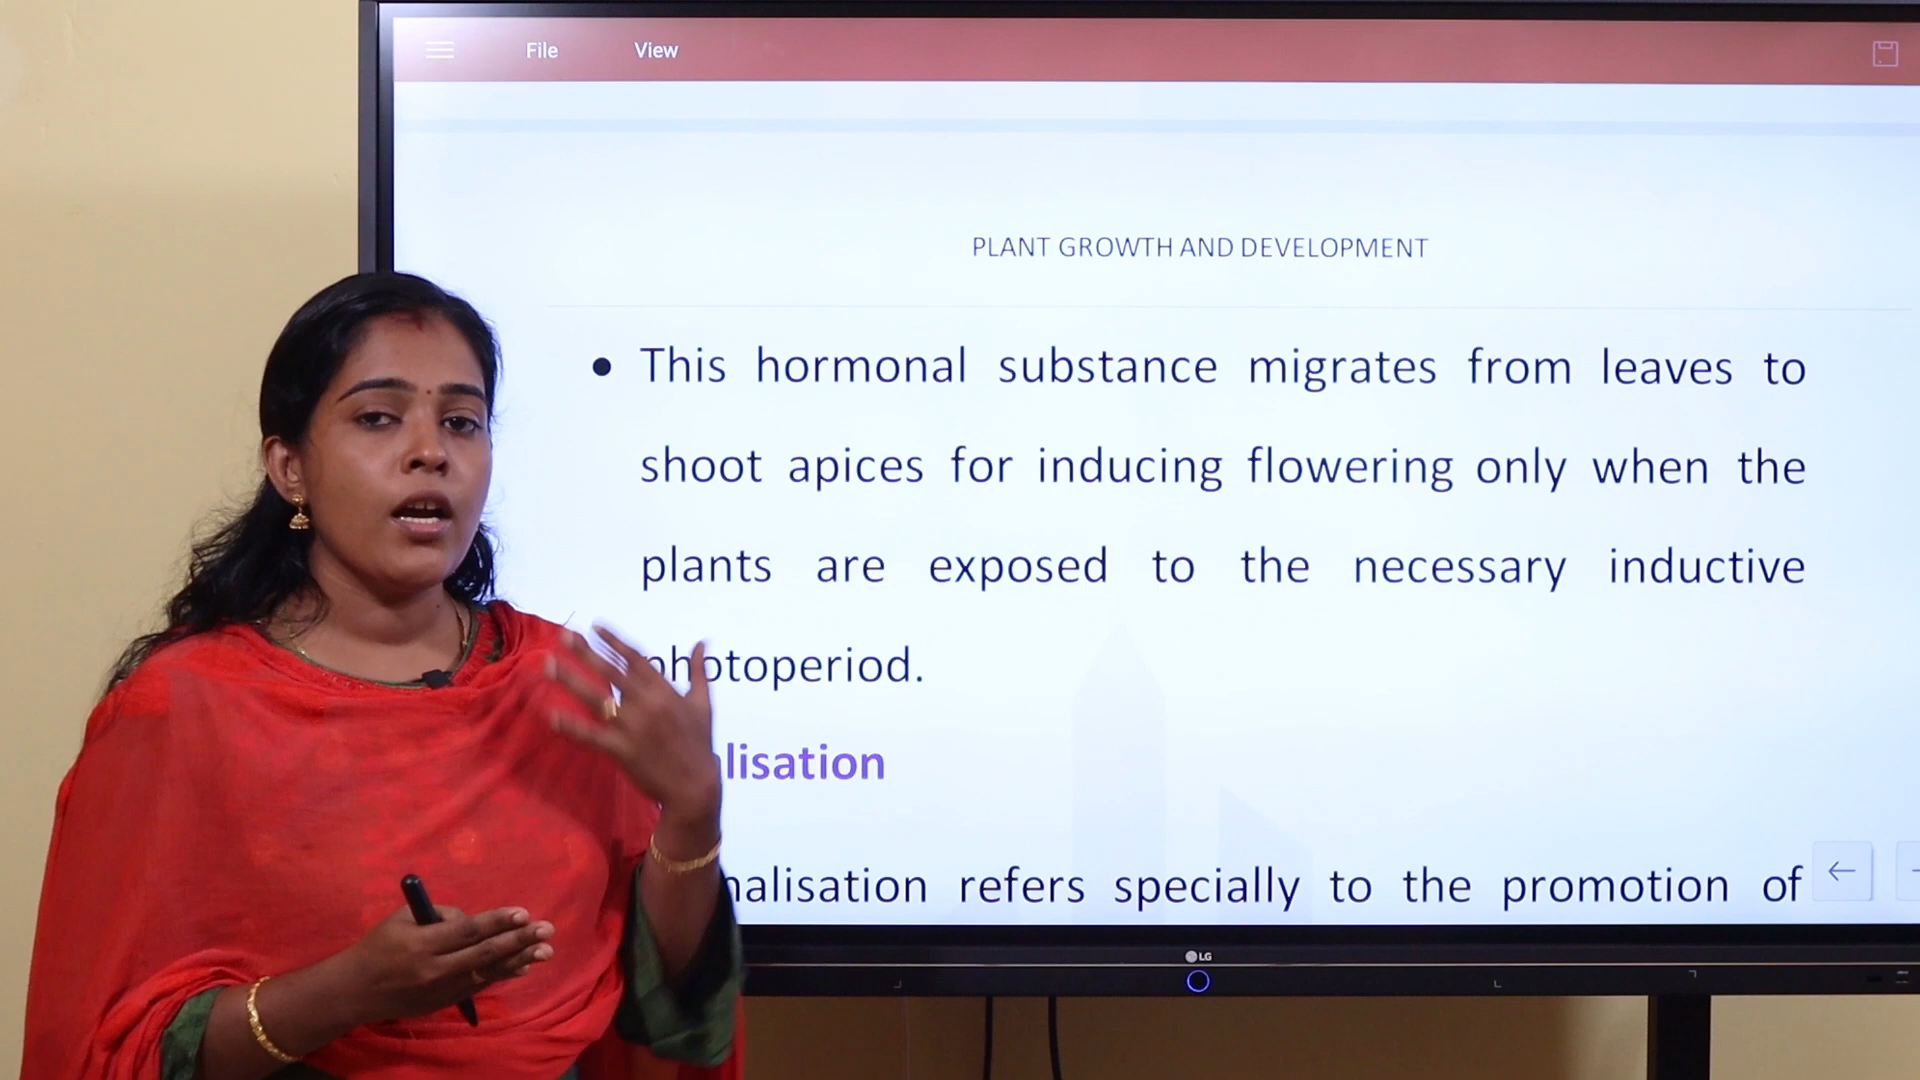 File View
PLANT GROWTH AND DEVELOPMENT
• This hormonal substance migrates from leaves to
shoot apices for inducing flowering only when the
plants are exposed to the necessary inductive
photoperiod.
lisation
nalisation refers specially to the promotion of
LG